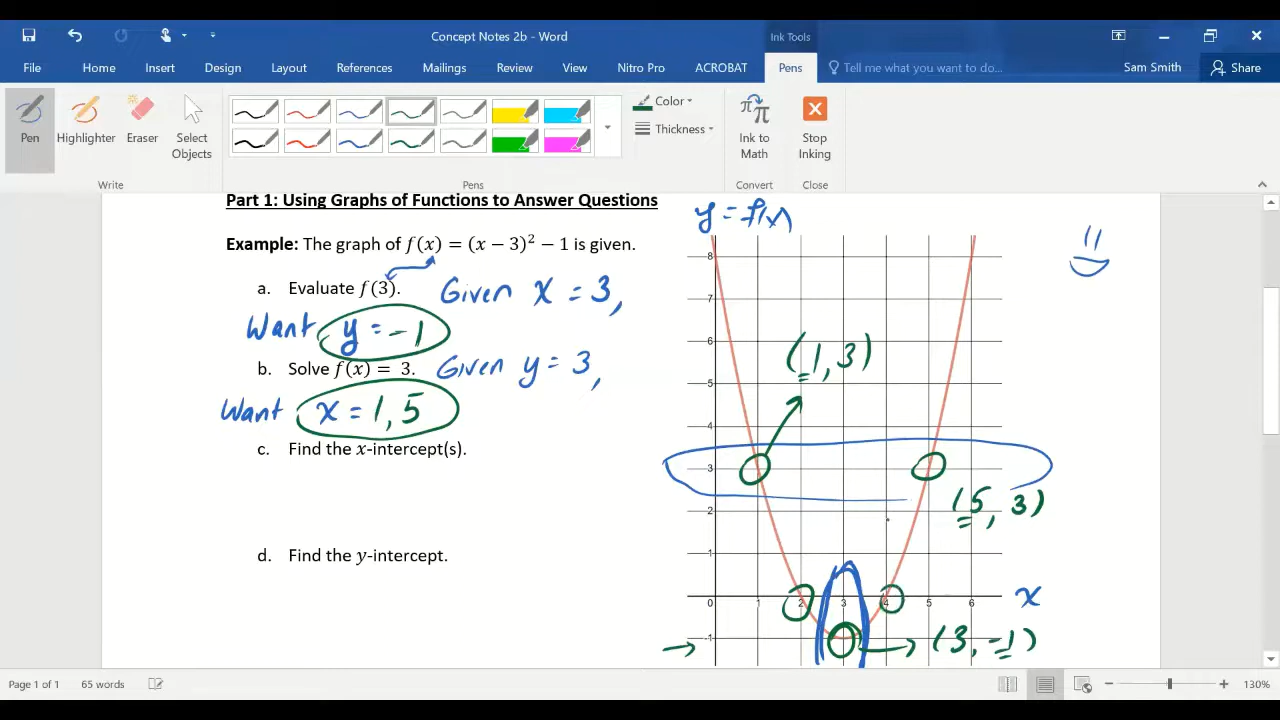 Concept Notes 2b - Word
Ink Tools
File Home Insert Design Layout References Mailings Review View Nitro Pro ACROBAT Pens Tell me what you want to do... Sam Smith Share
Pen Highlighter Eraser Select Objects
Color
Thickness
Ink to Math
Stop Inking
Write Pens Convert Close
Part 1: Using Graphs of Functions to Answer Questions
Example: The graph of f(x) = (x − 3)² − 1 is given.
a. Evaluate f(3). Given x = 3,
Want y = -1
b. Solve f(x) = 3. Given y = 3,
Want x = 1, 5
c. Find the x-intercept(s).
d. Find the y-intercept.
y = f(x)
8
7
6
(1, 3)
5
4
3
(5, 3)
2
1
0 1 2 3 4 5 6 x
-1 (3, -1)
Page 1 of 1 65 words 130%